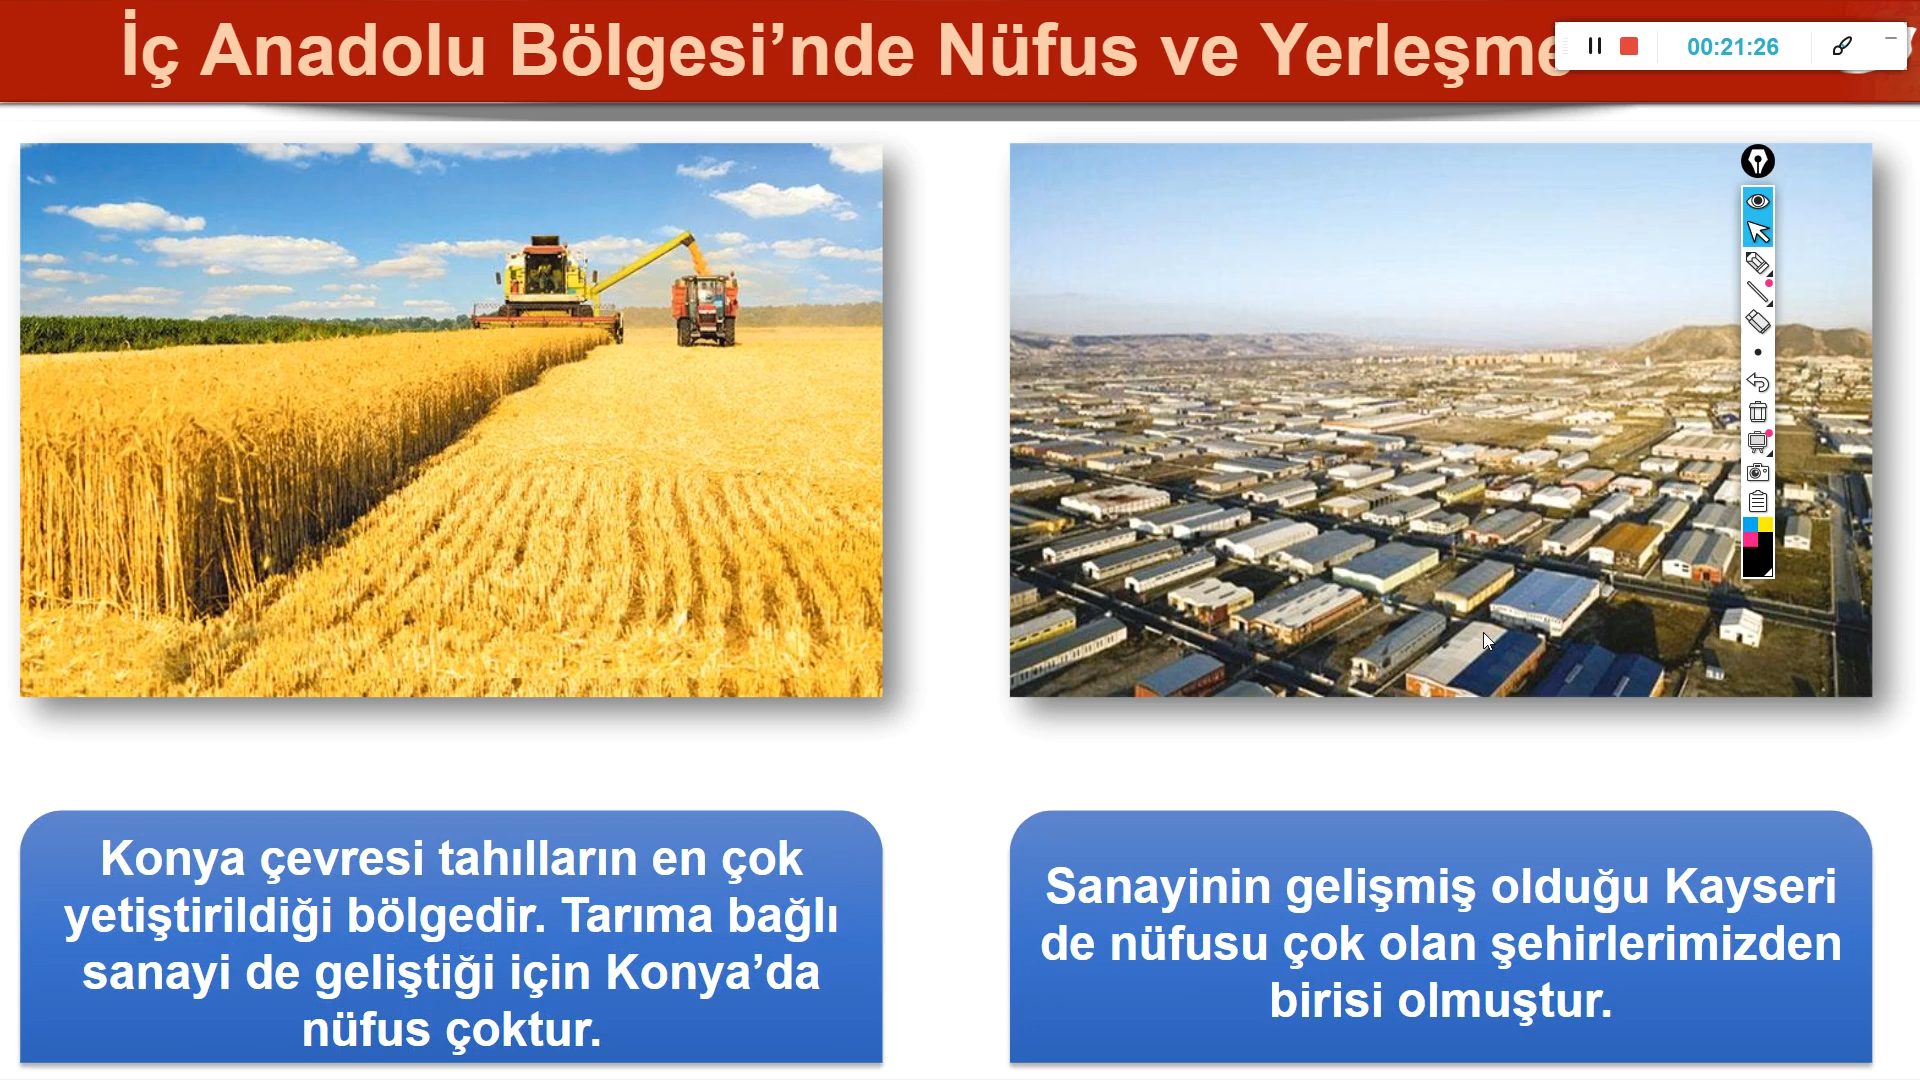 İç Anadolu Bölgesi’nde Nüfus ve Yerleşme
00:21:26
Konya çevresi tahılların en çok
yetiştirildiği bölgedir. Tarıma bağlı
sanayi de geliştiği için Konya’da
nüfus çoktur.
Sanayinin gelişmiş olduğu Kayseri
de nüfusu çok olan şehirlerimizden
birisi olmuştur.